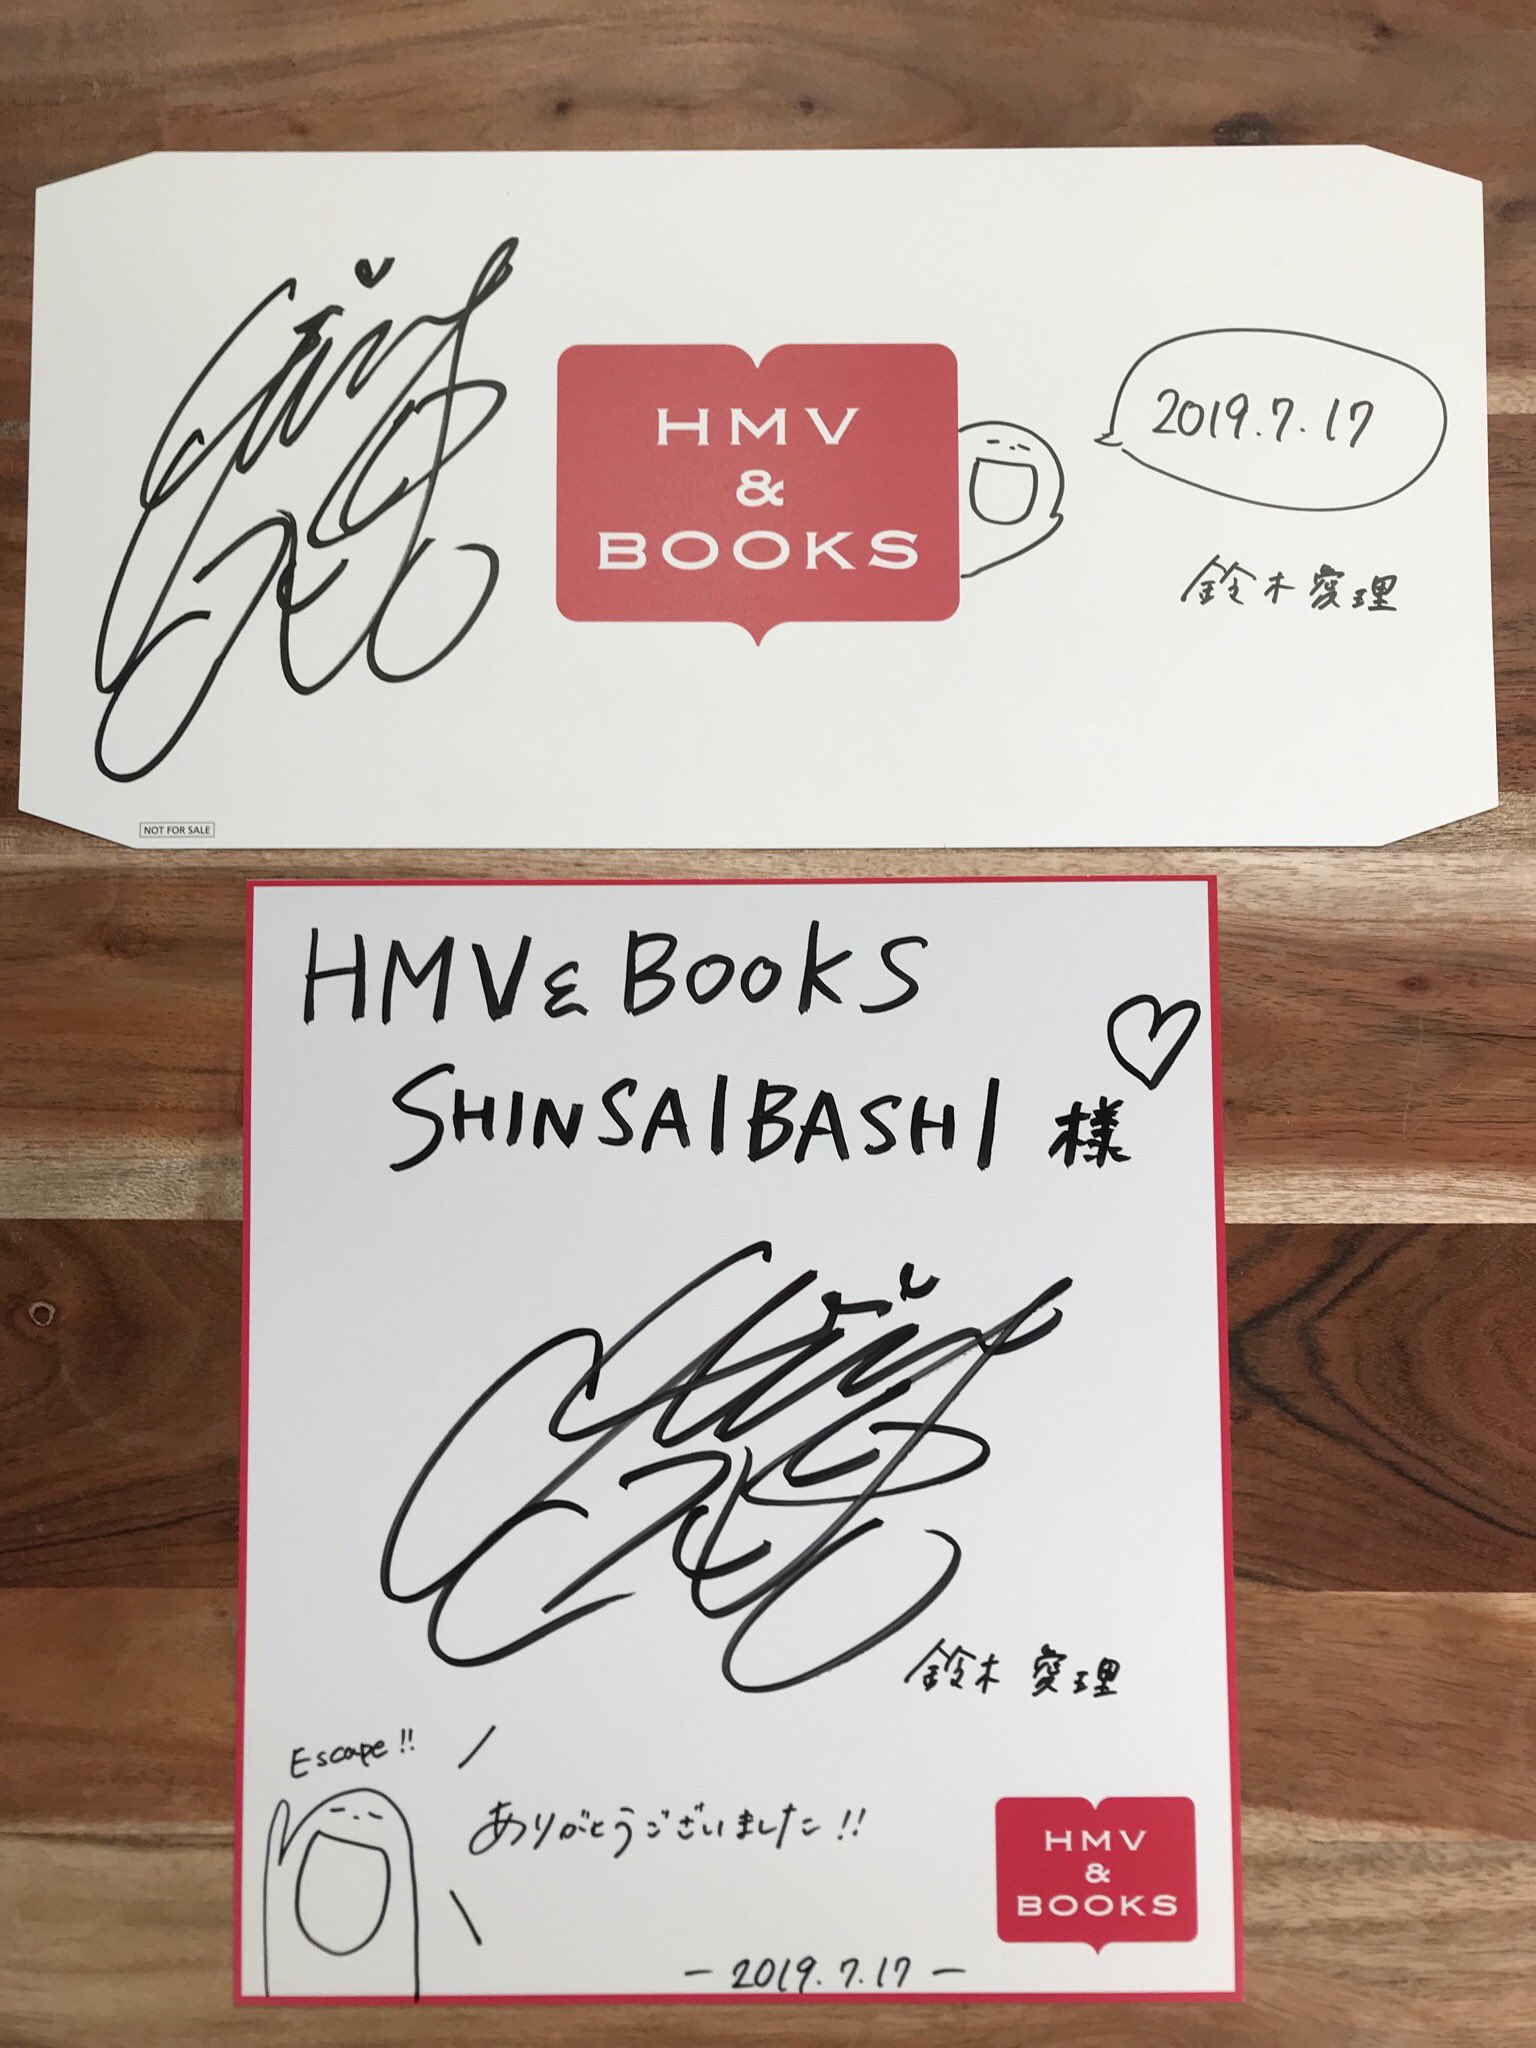 HMV
&
BOOKS
2019.7.17
鈴木愛理
NOT FOR SALE
HMV & BOOKS
SHINSAIBASHI 様
鈴木 愛理
Escape!!
ありがとうございました!!
HMV
&
BOOKS
- 2019.7.17 -